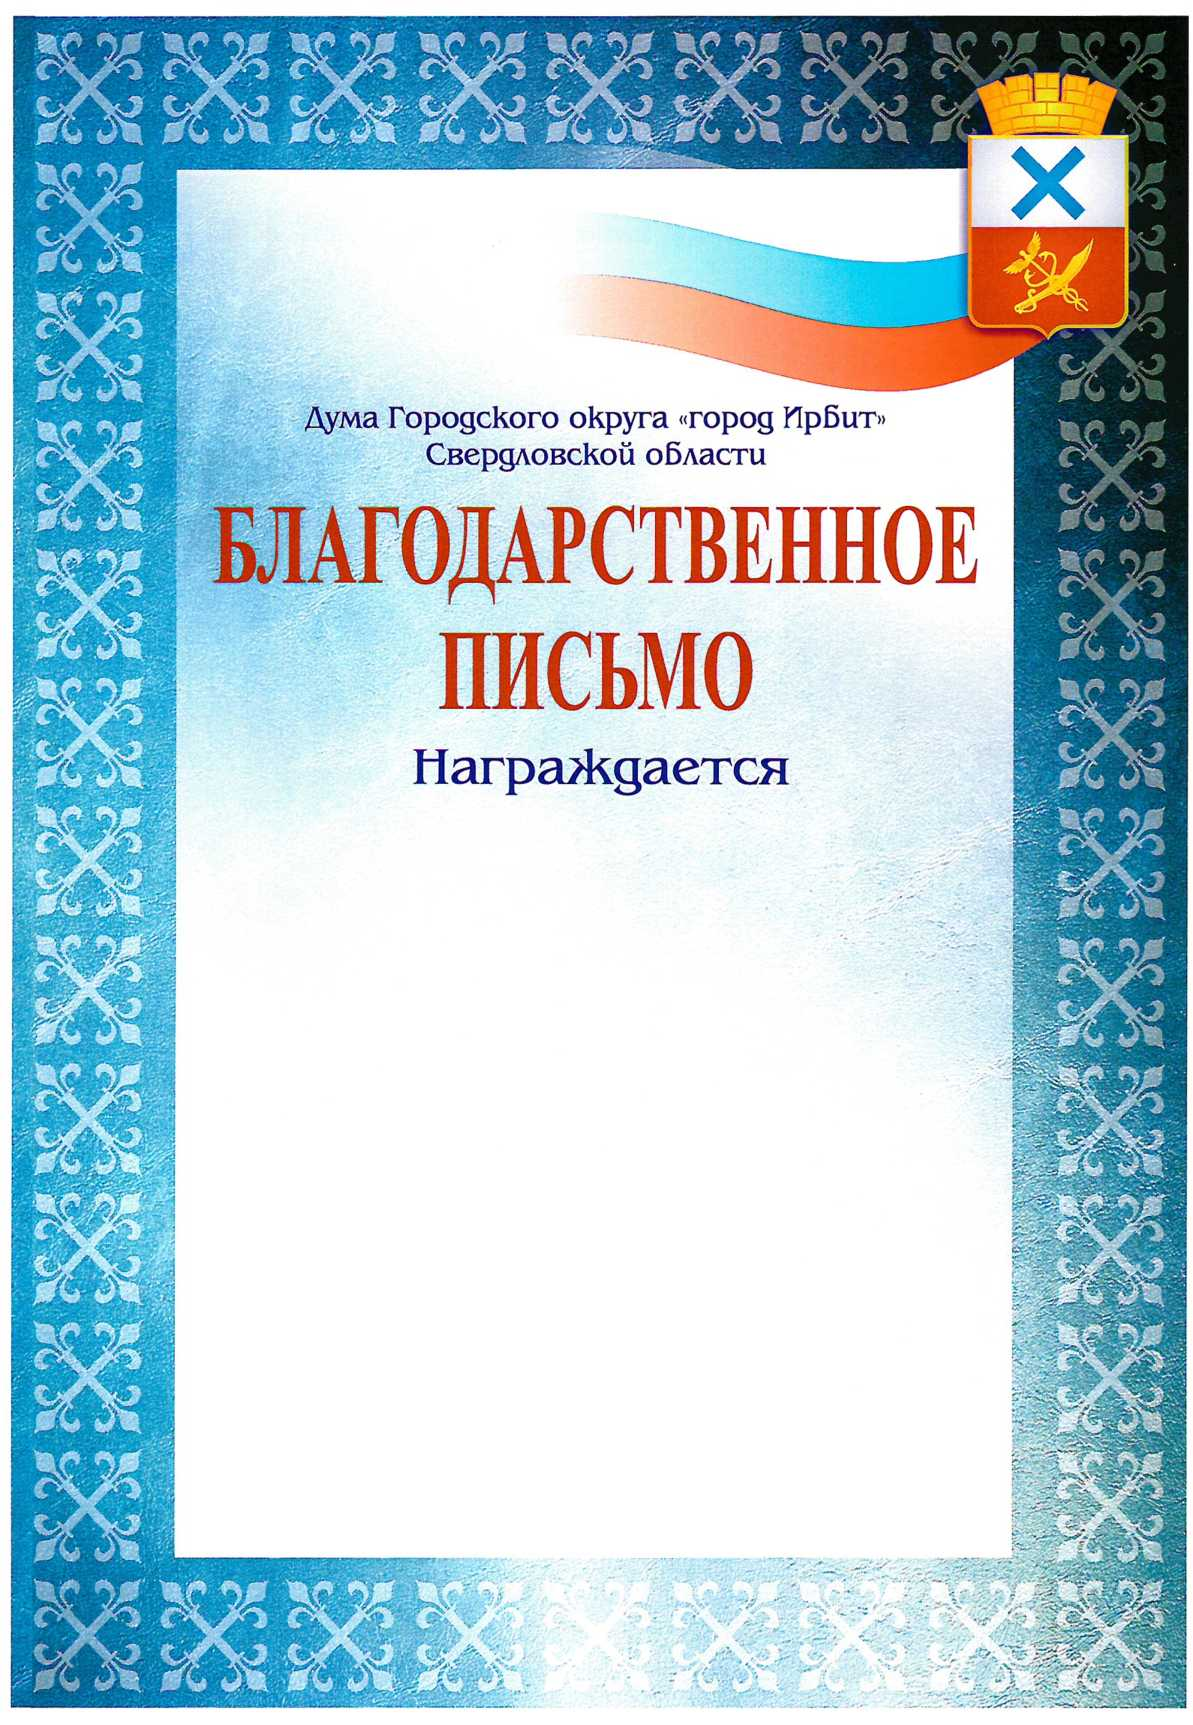 Дума Городского округа «город Ирбит»
Свердловской области
БЛАГОДАРСТВЕННОЕ
ПИСЬМО
Награждается